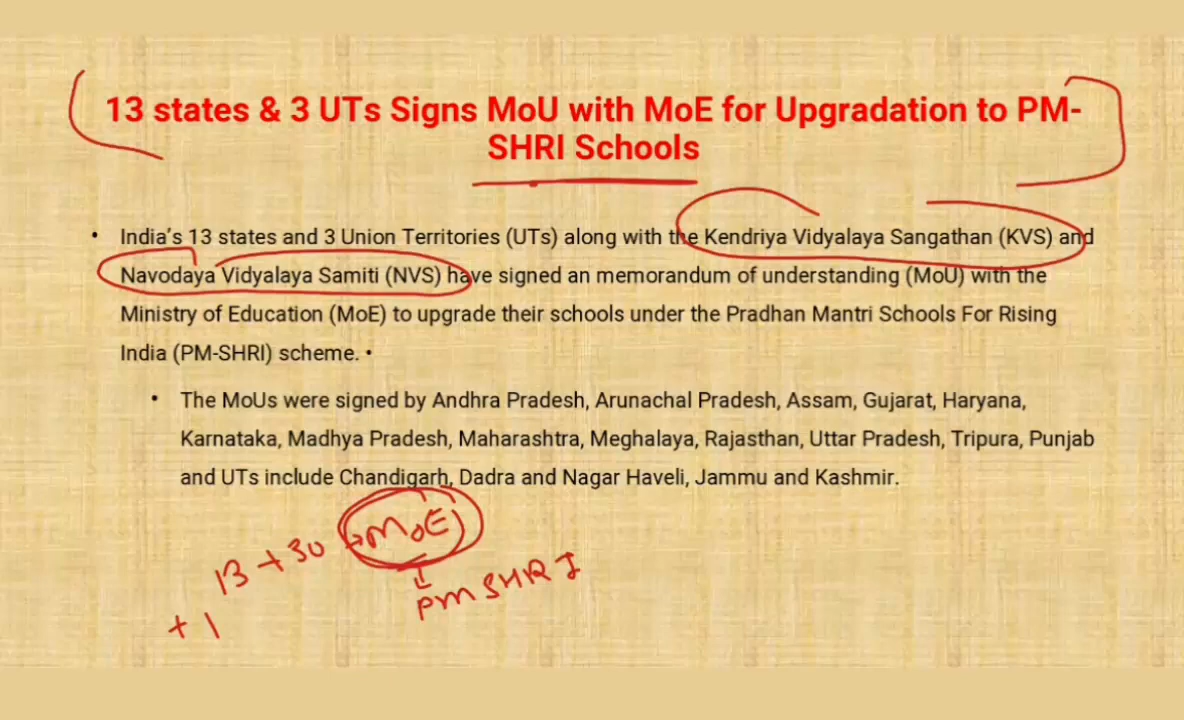 13 states & 3 UTs Signs MoU with MoE for Upgradation to PM-
SHRI Schools
• India's 13 states and 3 Union Territories (UTs) along with the Kendriya Vidyalaya Sangathan (KVS) and
Navodaya Vidyalaya Samiti (NVS) have signed an memorandum of understanding (MoU) with the
Ministry of Education (MoE) to upgrade their schools under the Pradhan Mantri Schools For Rising
India (PM-SHRI) scheme. •
• The MoUs were signed by Andhra Pradesh, Arunachal Pradesh, Assam, Gujarat, Haryana,
Karnataka, Madhya Pradesh, Maharashtra, Meghalaya, Rajasthan, Uttar Pradesh, Tripura, Punjab
and UTs include Chandigarh, Dadra and Nagar Haveli, Jammu and Kashmir.
13 + 3U → MoE
PM SHRI
+ 1